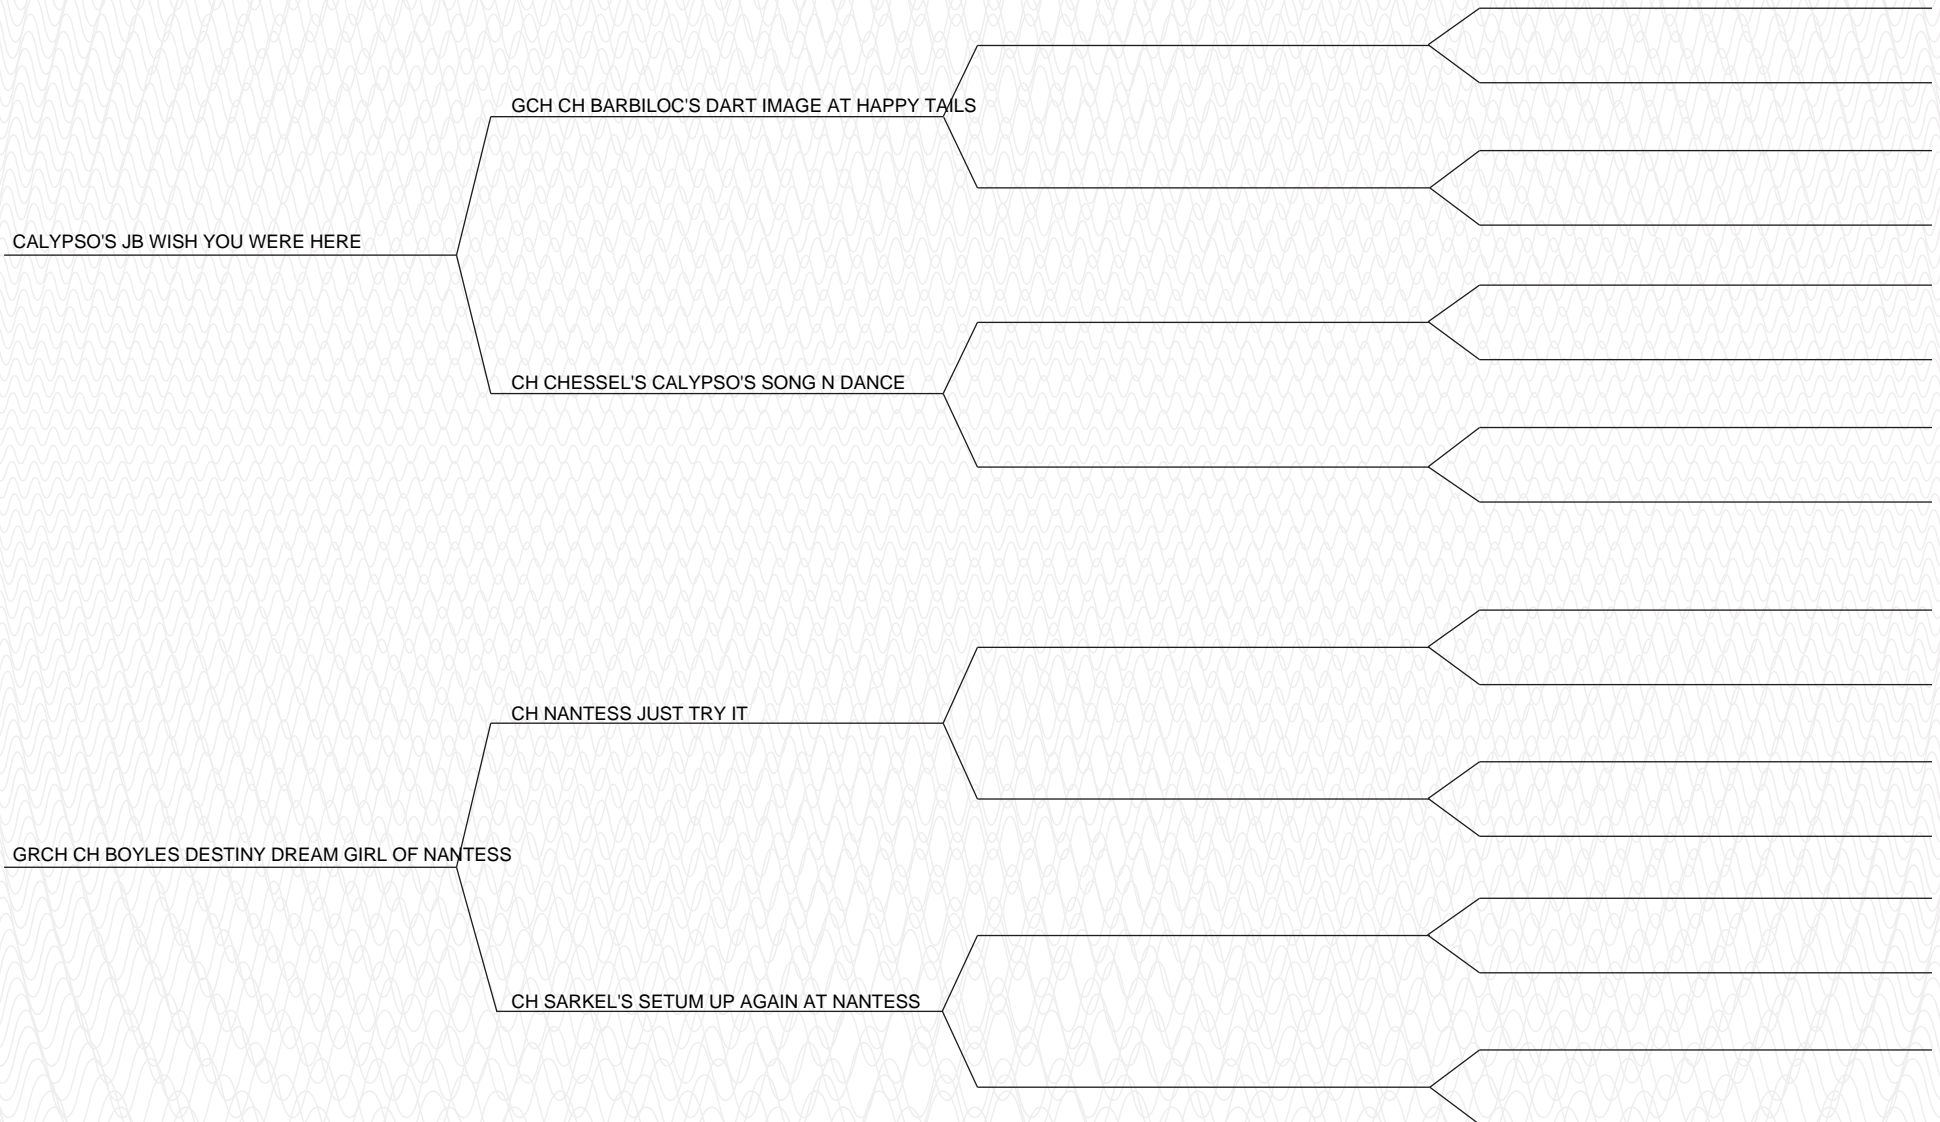 GCH CH BARBILOC'S DART IMAGE AT HAPPY TAILS
CALYPSO'S JB WISH YOU WERE HERE
CH CHESSEL'S CALYPSO'S SONG N DANCE
CH NANTESS JUST TRY IT
GRCH CH BOYLES DESTINY DREAM GIRL OF NANTESS
CH SARKEL'S SETUM UP AGAIN AT NANTESS